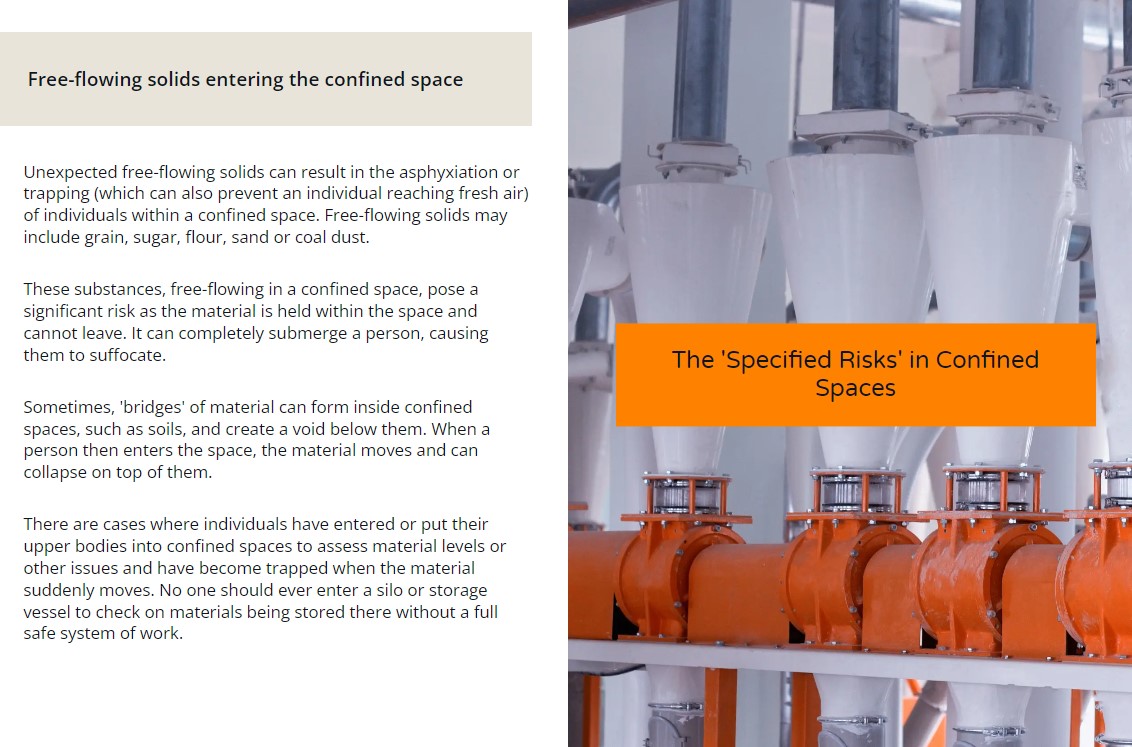 Free-flowing solids entering the confined space
Unexpected free-flowing solids can result in the asphyxiation or
trapping (which can also prevent an individual reaching fresh air)
of individuals within a confined space. Free-flowing solids may
include grain, sugar, flour, sand or coal dust.
These substances, free-flowing in a confined space, pose a
significant risk as the material is held within the space and
cannot leave. It can completely submerge a person, causing
them to suffocate.
Sometimes, 'bridges' of material can form inside confined
spaces, such as soils, and create a void below them. When a
person then enters the space, the material moves and can
collapse on top of them.
There are cases where individuals have entered or put their
upper bodies into confined spaces to assess material levels or
other issues and have become trapped when the material
suddenly moves. No one should ever enter a silo or storage
vessel to check on materials being stored there without a full
safe system of work.
The 'Specified Risks' in Confined
Spaces